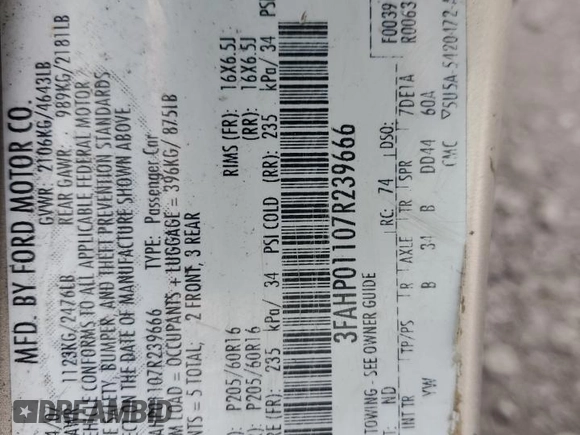 MFD. BY FORD MOTOR CO.
GVWR: 2106KG/4643LB
1123KG/2476LB REAR GAWR: 989KG/2181LB
CONFORMS TO ALL APPLICABLE FEDERAL MOTOR
SAFETY, BUMPER, AND THEFT PREVENTION STANDARDS
THE DATE OF MANUFACTURE SHOWN ABOVE.
TYPE: Passenger Car
LOAD = OCCUPANTS + LUGGAGE = 396KG/ 875LB
= 5 TOTAL; 2 FRONT, 3 REAR
P205/60R16 RIMS (FR): 16X6.5J
P205/60R16 (RR): 16X6.5J
(FR): 235 kPa/ 34 PSI COLD (RR): 235 kPa/ 34 PSI
TOWING - SEE OWNER GUIDE
3FAHP01107R239666
ND RC: 74 DSO: F0039
R0063
INT TR TP/PS R AXLE TR SPR 7DE1A
YW B 34 B DD44 60A
CMC
DREAMBID